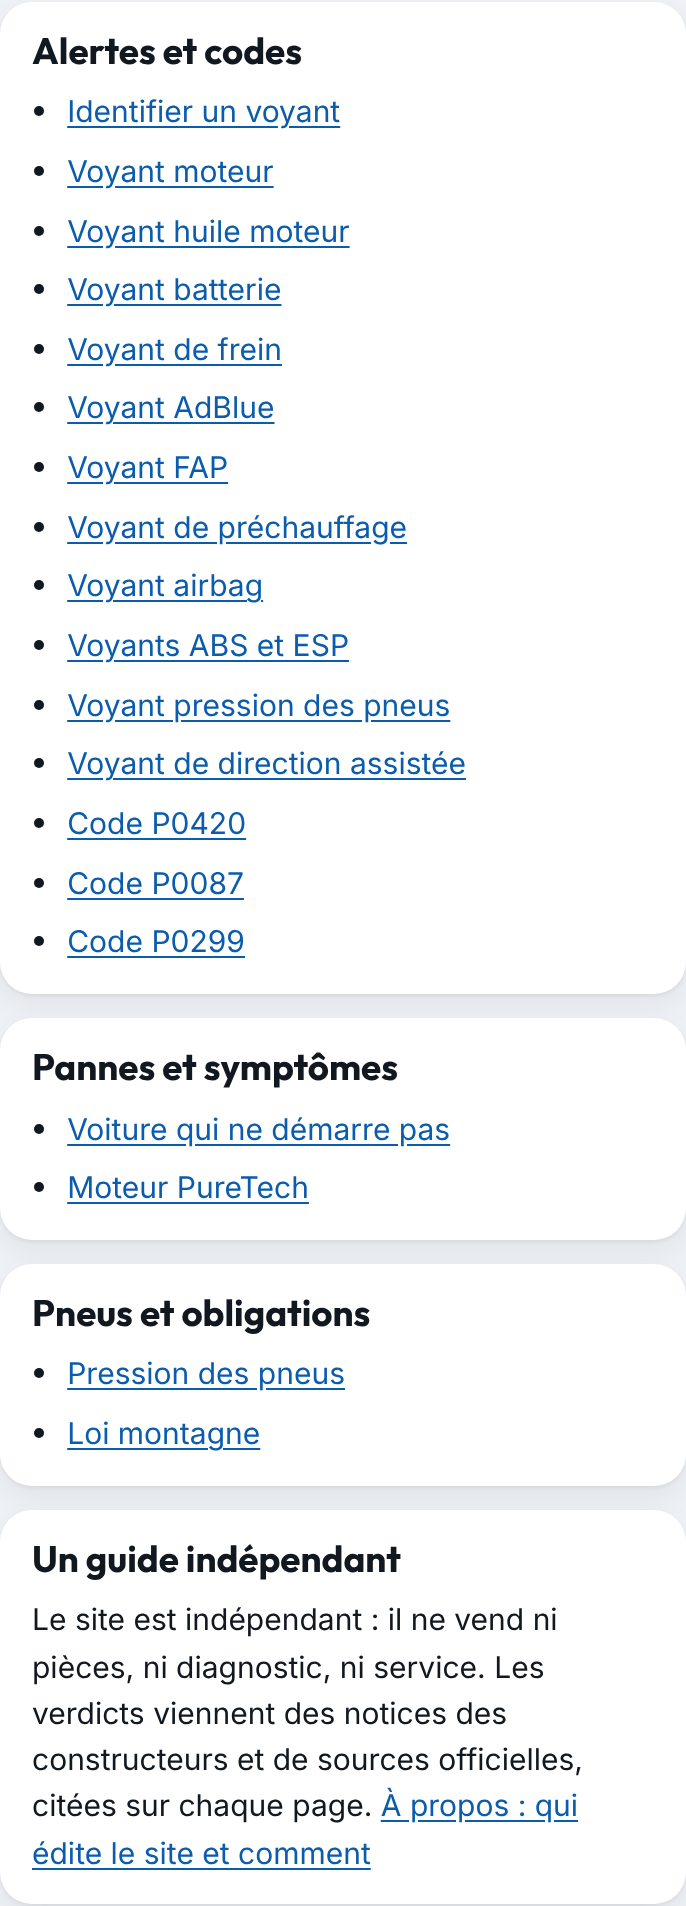 Alertes et codes
Identifier un voyant
Voyant moteur
Voyant huile moteur
Voyant batterie
Voyant de frein
Voyant AdBlue
Voyant FAP
Voyant de préchauffage
Voyant airbag
Voyants ABS et ESP
Voyant pression des pneus
Voyant de direction assistée
Code P0420
Code P0087
Code P0299
Pannes et symptômes
Voiture qui ne démarre pas
Moteur PureTech
Pneus et obligations
Pression des pneus
Loi montagne
Un guide indépendant
Le site est indépendant : il ne vend ni
pièces, ni diagnostic, ni service. Les
verdicts viennent des notices des
constructeurs et de sources officielles,
citées sur chaque page. À propos : qui
édite le site et comment